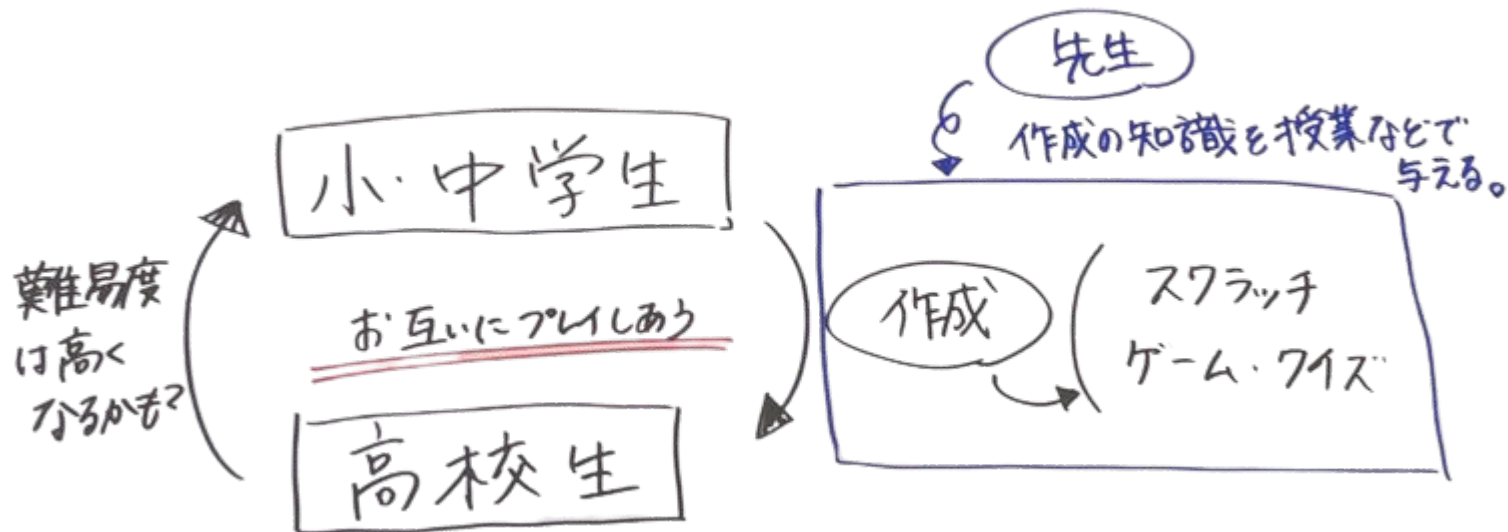 先生
作成の知識を授業などで
与える。
小・中学生
難易度
は高く
なるかも?
お互いにプレイしあう
高校生
作成
スクラッチ
ゲーム・クイズ